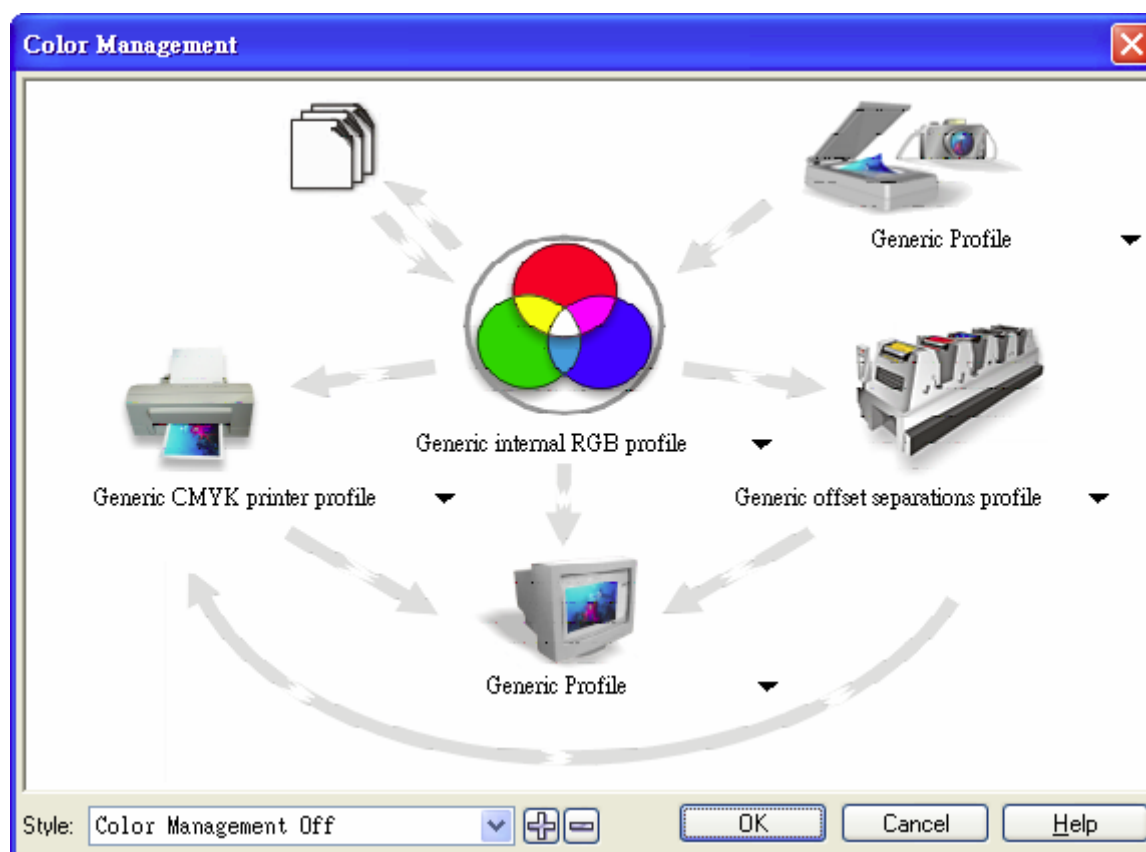 Color Management
Generic Profile
Generic internal RGB profile
Generic CMYK printer profile
Generic offset separations profile
Generic Profile
Style:
Color Management Off
OK
Cancel
Help